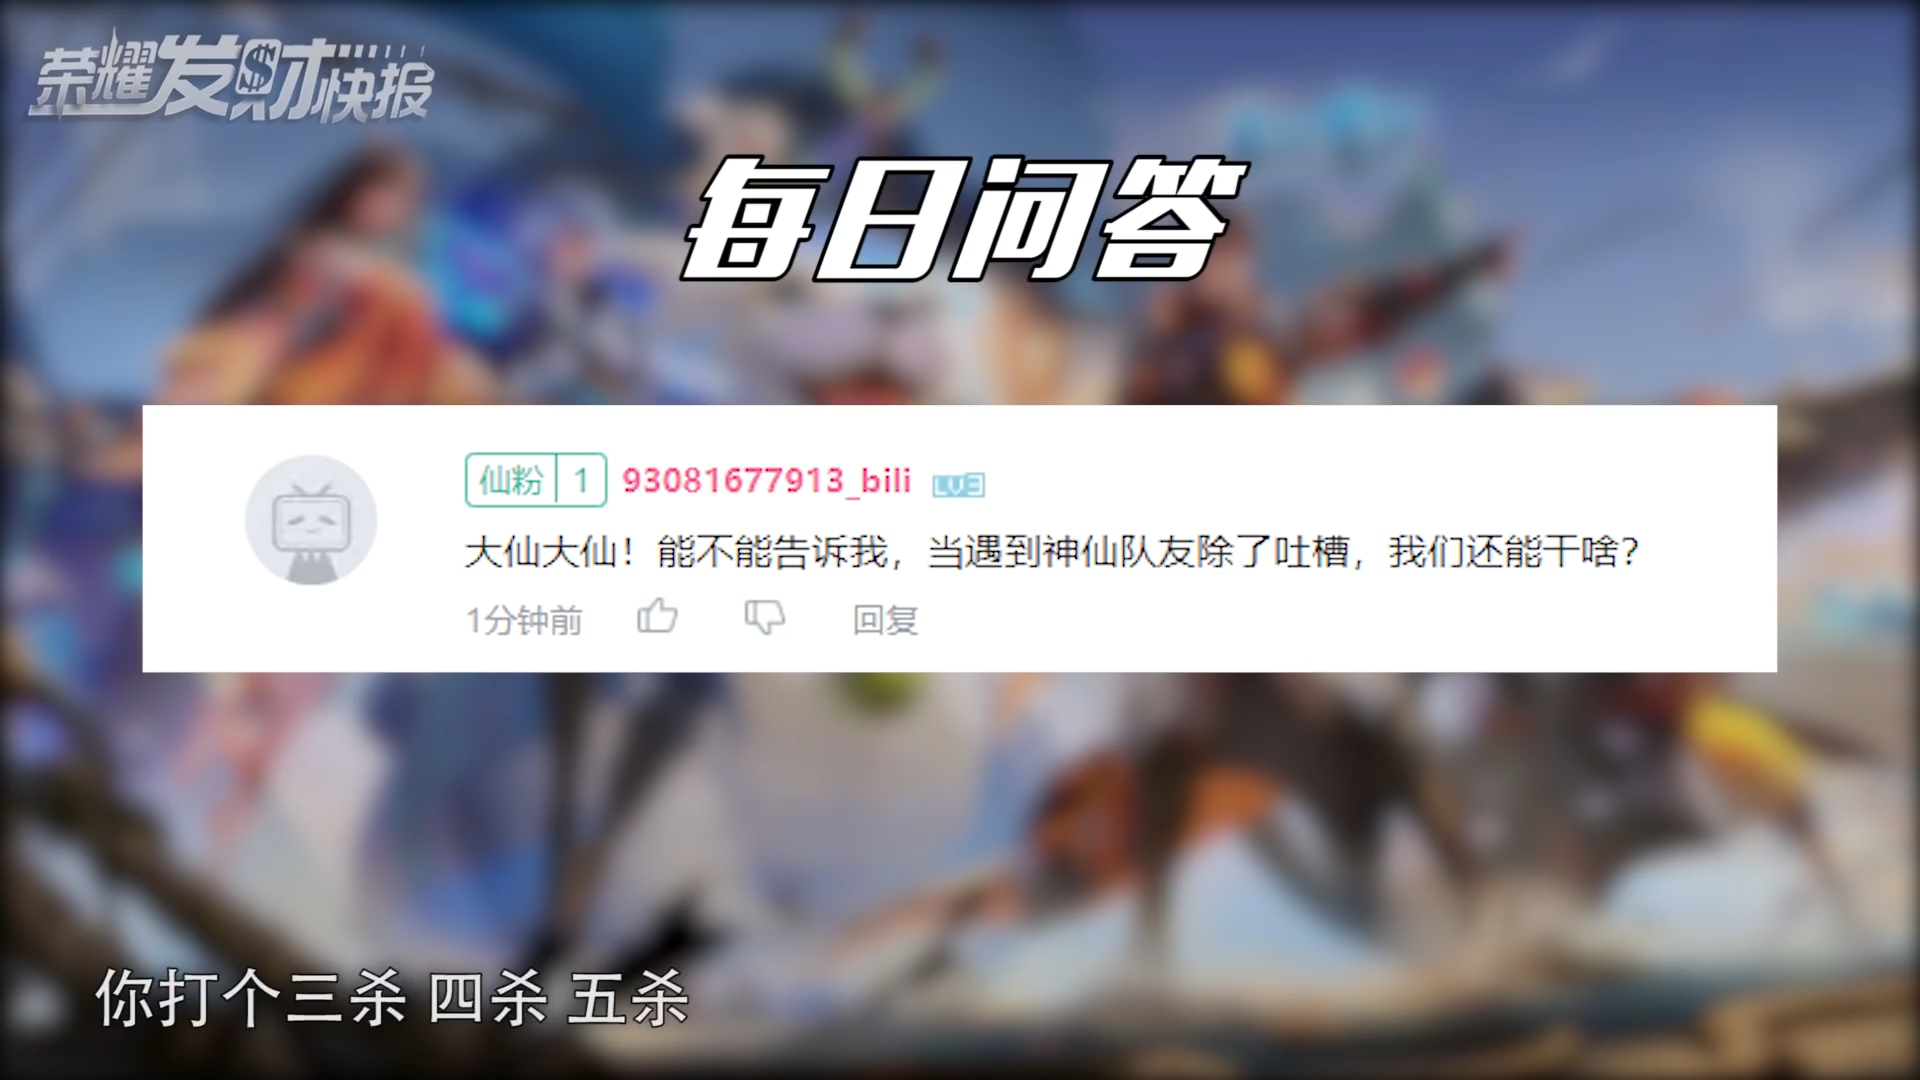 荣耀发财快报
每日问答
仙粉 1 93081677913_bili LV3
大仙大仙！能不能告诉我，当遇到神仙队友除了吐槽，我们还能干啥？
1分钟前 回复
你打个三杀 四杀 五杀